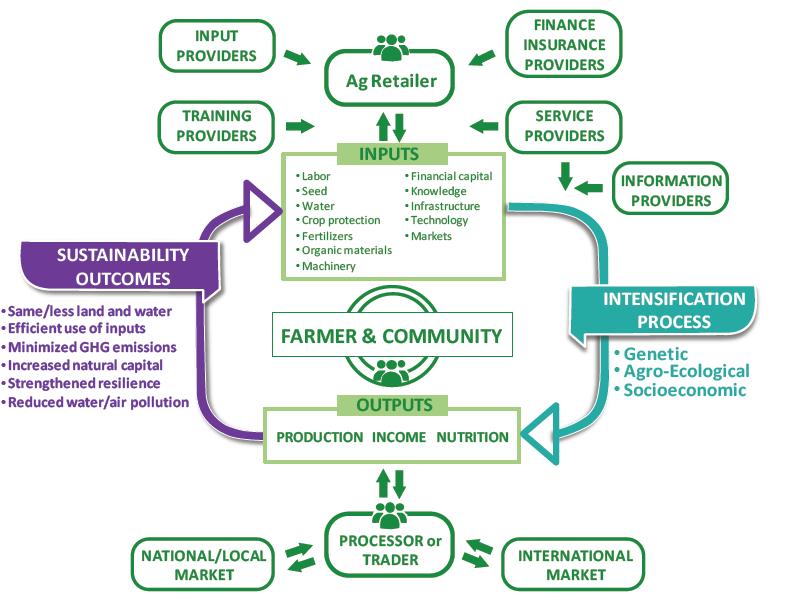 INPUT
PROVIDERS
FINANCE
INSURANCE
PROVIDERS
Ag Retailer
TRAINING
PROVIDERS
SERVICE
PROVIDERS
INFORMATION
PROVIDERS
INPUTS
• Labor
• Seed
• Water
• Crop protection
• Fertilizers
• Organic materials
• Machinery
• Financial capital
• Knowledge
• Infrastructure
• Technology
• Markets
SUSTAINABILITY
OUTCOMES
• Same/less land and water
• Efficient use of inputs
• Minimized GHG emissions
• Increased natural capital
• Strengthened resilience
• Reduced water/air pollution
FARMER & COMMUNITY
INTENSIFICATION
PROCESS
• Genetic
• Agro-Ecological
• Socioeconomic
OUTPUTS
PRODUCTION INCOME NUTRITION
PROCESSOR or
TRADER
NATIONAL/LOCAL
MARKET
INTERNATIONAL
MARKET